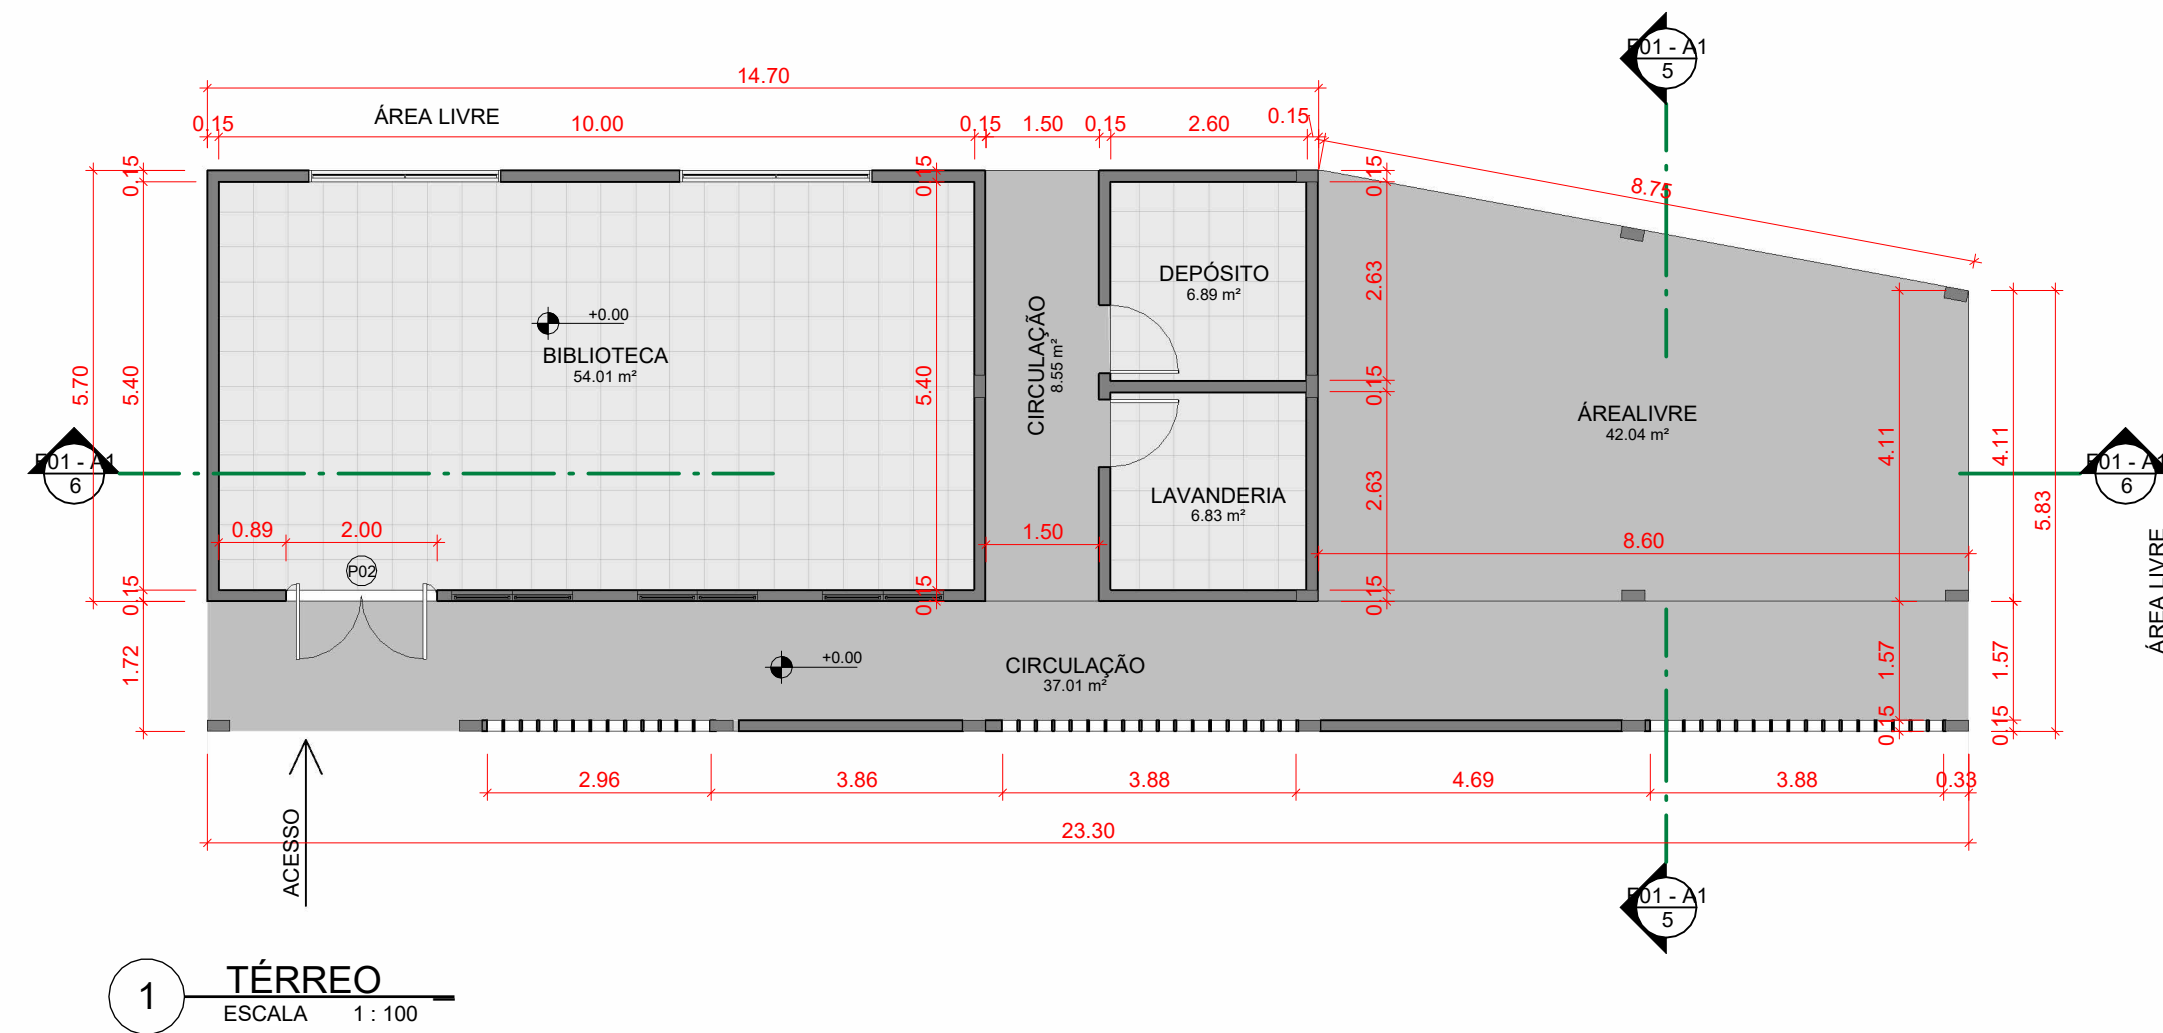 F01 - A1
5
14.70
ÁREA LIVRE
0.15
10.00
0.15
1.50
0.15
2.60
0.15
8.75
0.15
0.15
0.15
5.70
5.40
5.40
2.63
0.15
2.63
0.15
DEPÓSITO
6.89 m²
+0.00
BIBLIOTECA
54.01 m²
CIRCULAÇÃO
8.55 m²
ÁREALIVRE
42.04 m²
4.11
4.11
5.83
F01 - A1
6
F01 - A1
6
LAVANDERIA
6.83 m²
0.89
2.00
1.50
8.60
P02
0.15
0.15
ÁREA LIVRE
1.72
+0.00
CIRCULAÇÃO
37.01 m²
1.57
1.57
0.15
0.15
2.96
3.86
3.88
4.69
3.88
0.33
23.30
ACESSO
F01 - A1
5
1
TÉRREO
ESCALA 1 : 100